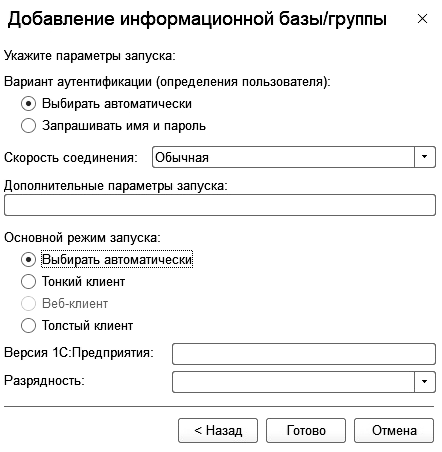 Добавление информационной базы/группы
Укажите параметры запуска:
Вариант аутентификации (определения пользователя):
Выбирать автоматически
Запрашивать имя и пароль
Скорость соединения: Обычная
Дополнительные параметры запуска:
Основной режим запуска:
Выбирать автоматически
Тонкий клиент
Веб-клиент
Толстый клиент
Версия 1С:Предприятия:
Разрядность:
< Назад Готово Отмена